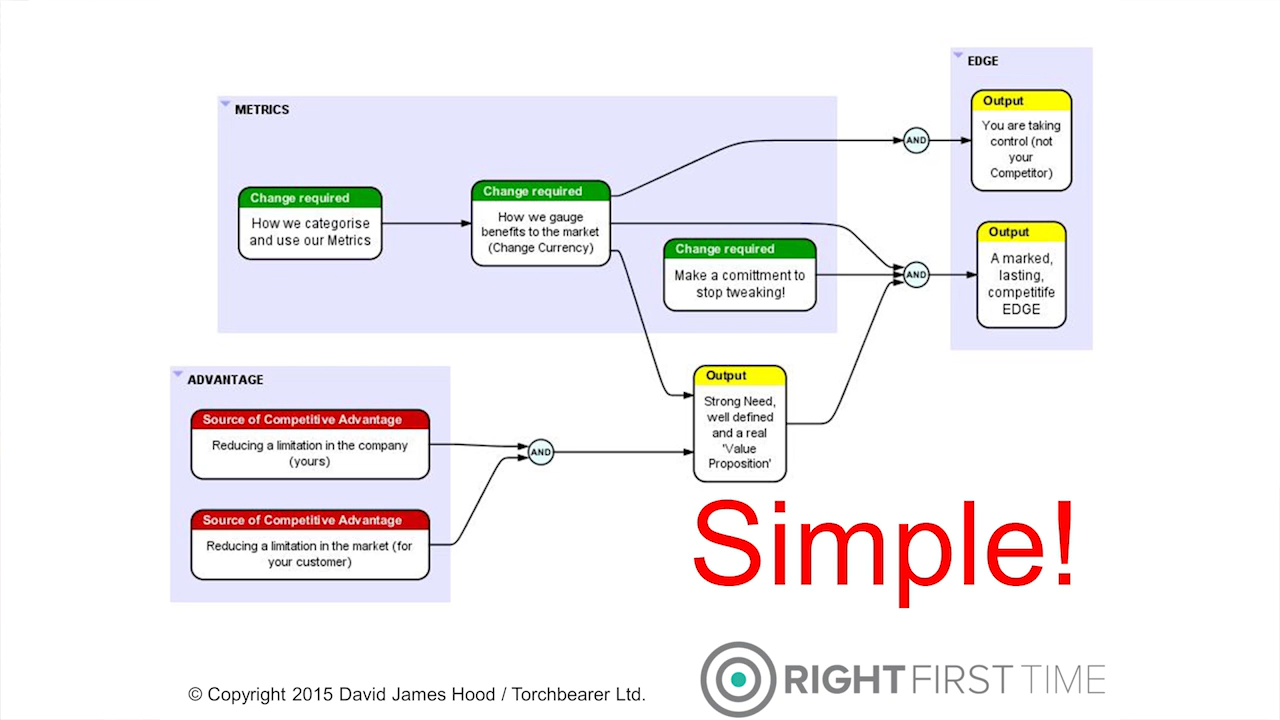 METRICS
Change required
How we categorise
and use our Metrics
Change required
How we gauge
benefits to the market
(Change Currency)
Change required
Make a comittment to
stop tweaking!
AND
AND
EDGE
Output
You are taking
control (not
your
Competitor)
Output
A marked,
lasting,
competitife
EDGE
ADVANTAGE
Source of Competitive Advantage
Reducing a limitation in the company
(yours)
Source of Competitive Advantage
Reducing a limitation in the market (for
your customer)
AND
Output
Strong Need,
well defined
and a real
'Value
Proposition'
Simple!
© Copyright 2015 David James Hood / Torchbearer Ltd.
RIGHT FIRST TIME